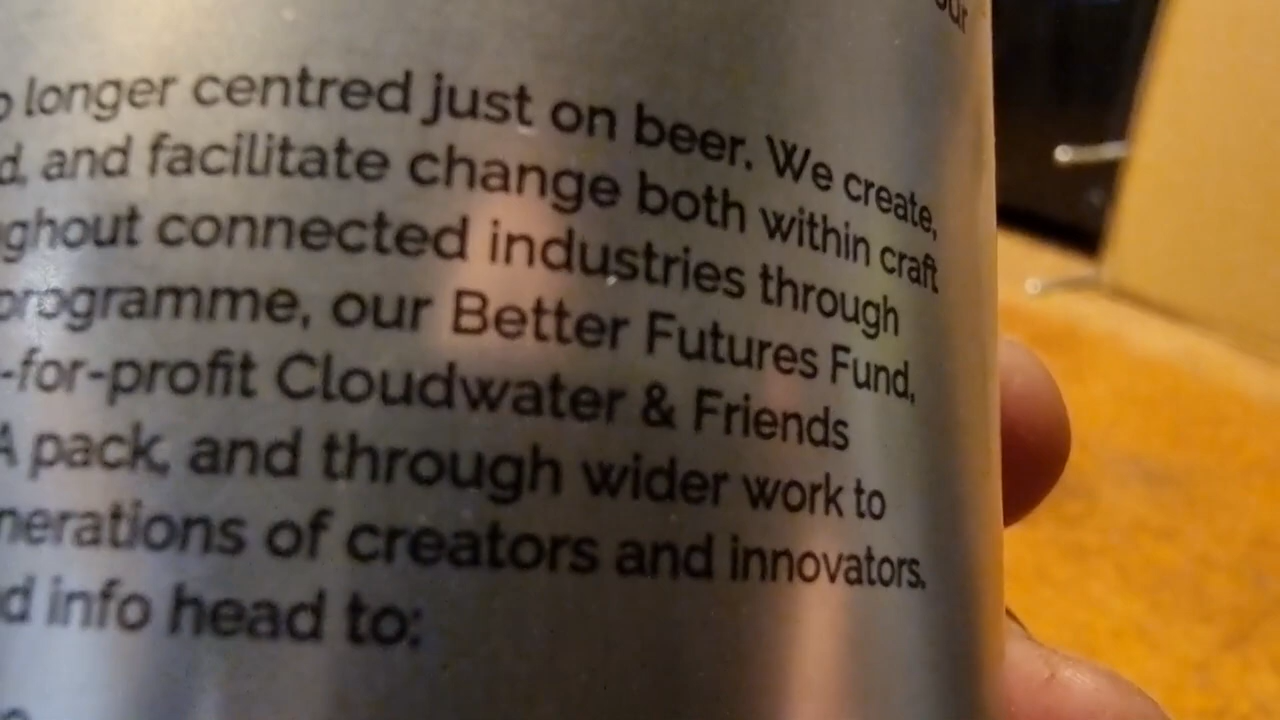 our
longer centred just on beer. We create,
d, and facilitate change both within craft
ghout connected industries through
programme, our Better Futures Fund,
-for-profit Cloudwater & Friends
A pack, and through wider work to
nerations of creators and innovators.
d info head to: